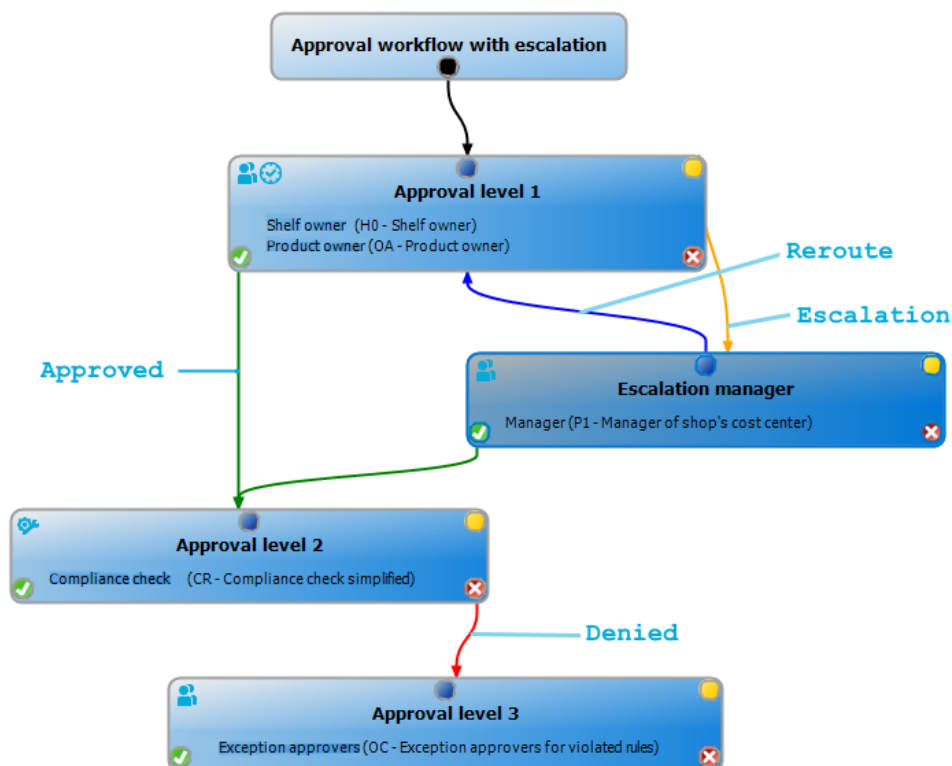 Approval workflow with escalation
Approval level 1
Shelf owner (H0 - Shelf owner)
Product owner (OA - Product owner)
Reroute
Escalation
Approved
Escalation manager
Manager (P1 - Manager of shop's cost center)
Approval level 2
Compliance check (CR - Compliance check simplified)
Denied
Approval level 3
Exception approvers (OC - Exception approvers for violated rules)